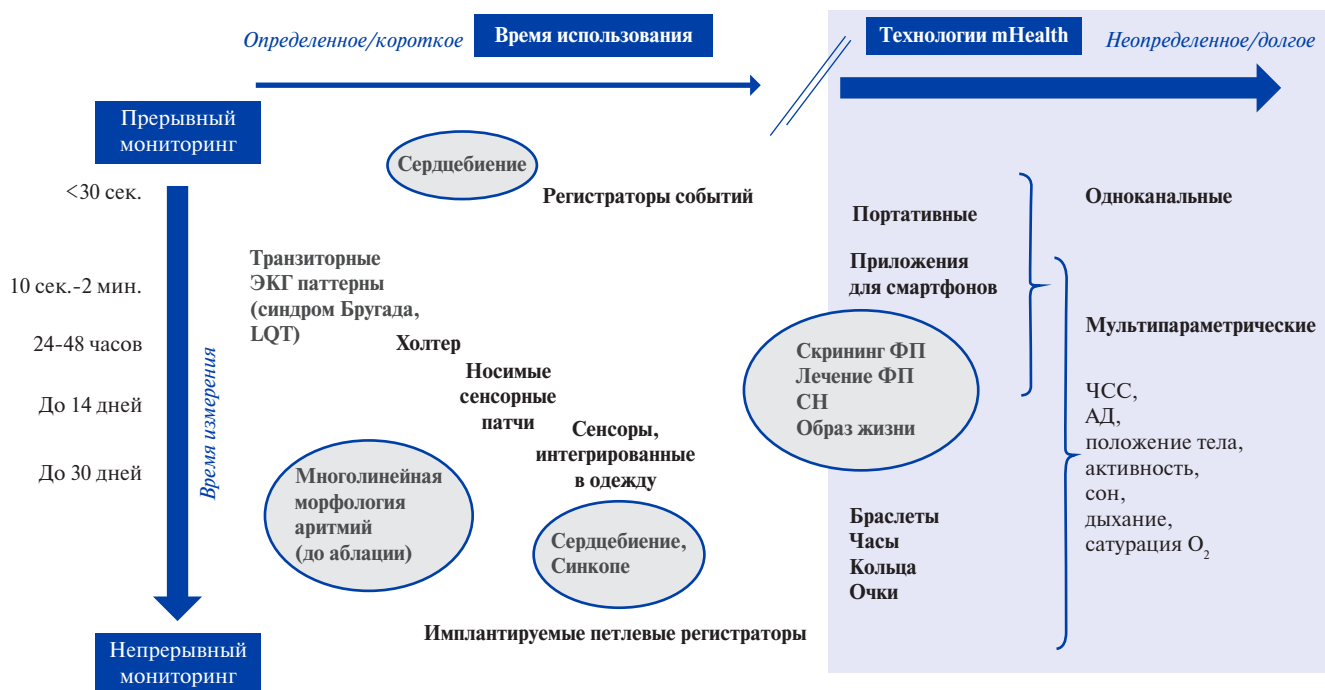 Определенное/короткое
Время использования
Технологии mHealth
Неопределенное/долгое
Прерывный
мониторинг
<30 сек.
10 сек.-2 мин.
24-48 часов
До 14 дней
До 30 дней
Время измерения
Непрерывный
мониторинг
Сердцебиение
Регистраторы событий
Транзиторные
ЭКГ паттерны
(синдром Бругада,
LQT)
Холтер
Носимые
сенсорные
патчи
Сенсоры,
интегрированные
в одежду
Многолинейная
морфология
аритмий
(до аблации)
Сердцебиение,
Синкопе
Имплантируемые петлевые регистраторы
Портативные
Приложения
для смартфонов
Скрининг ФП
Лечение ФП
СН
Образ жизни
Браслеты
Часы
Кольца
Очки
Одноканальные
Мультипараметрические
ЧСС,
АД,
положение тела,
активность,
сон,
дыхание,
сатурация O₂